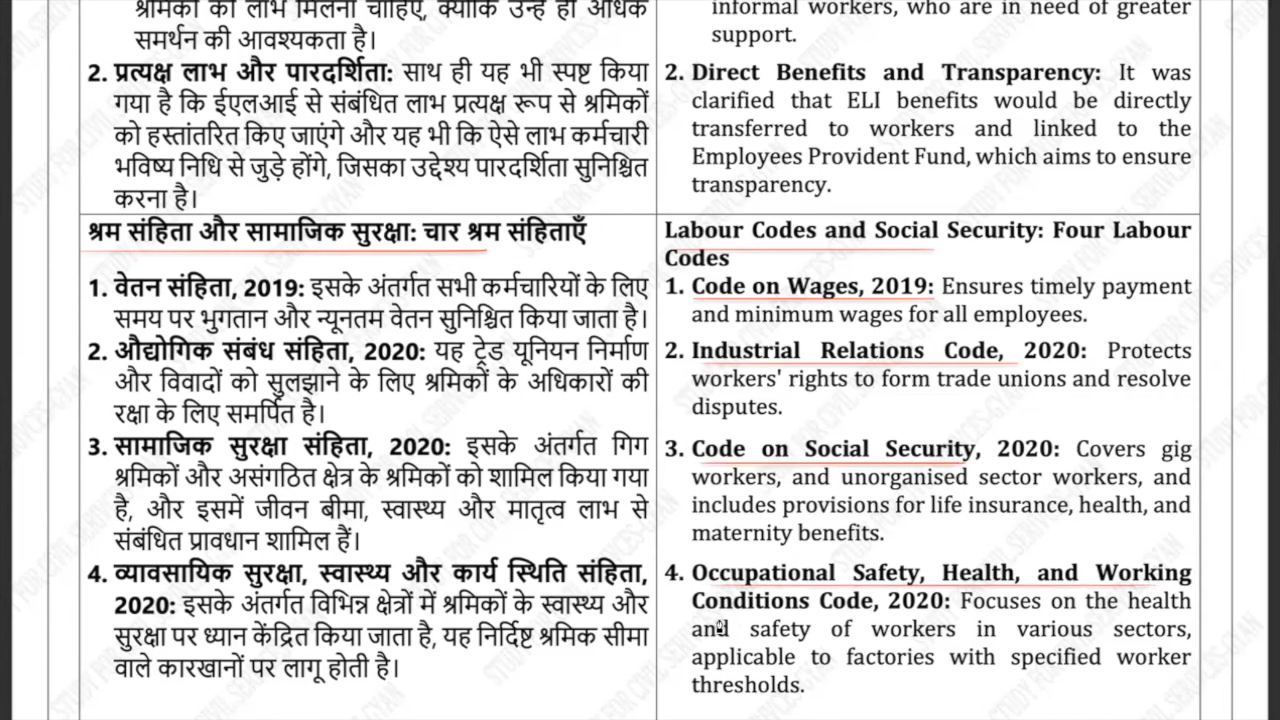 श्रमिकों को लाभ मिलना चाहिए, क्योंकि उन्हें ही अधिक
समर्थन की आवश्यकता है।
2. प्रत्यक्ष लाभ और पारदर्शिता: साथ ही यह भी स्पष्ट किया
गया है कि ईएलआई से संबंधित लाभ प्रत्यक्ष रूप से श्रमिकों
को हस्तांतरित किए जाएंगे और यह भी कि ऐसे लाभ कर्मचारी
भविष्य निधि से जुड़े होंगे, जिसका उद्देश्य पारदर्शिता सुनिश्चित
करना है।
श्रम संहिता और सामाजिक सुरक्षा: चार श्रम संहिताएँ
1. वेतन संहिता, 2019: इसके अंतर्गत सभी कर्मचारियों के लिए
समय पर भुगतान और न्यूनतम वेतन सुनिश्चित किया जाता है।
2. औद्योगिक संबंध संहिता, 2020: यह ट्रेड यूनियन निर्माण
और विवादों को सुलझाने के लिए श्रमिकों के अधिकारों की
रक्षा के लिए समर्पित है।
3. सामाजिक सुरक्षा संहिता, 2020: इसके अंतर्गत गिग
श्रमिकों और असंगठित क्षेत्र के श्रमिकों को शामिल किया गया
है, और इसमें जीवन बीमा, स्वास्थ्य और मातृत्व लाभ से
संबंधित प्रावधान शामिल हैं।
4. व्यावसायिक सुरक्षा, स्वास्थ्य और कार्य स्थिति संहिता,
2020: इसके अंतर्गत विभिन्न क्षेत्रों में श्रमिकों के स्वास्थ्य और
सुरक्षा पर ध्यान केंद्रित किया जाता है, यह निर्दिष्ट श्रमिक सीमा
वाले कारखानों पर लागू होती है।
informal workers, who are in need of greater
support.
2. Direct Benefits and Transparency: It was
clarified that ELI benefits would be directly
transferred to workers and linked to the
Employees Provident Fund, which aims to ensure
transparency.
Labour Codes and Social Security: Four Labour
Codes
1. Code on Wages, 2019: Ensures timely payment
and minimum wages for all employees.
2. Industrial Relations Code, 2020: Protects
workers' rights to form trade unions and resolve
disputes.
3. Code on Social Security, 2020: Covers gig
workers, and unorganised sector workers, and
includes provisions for life insurance, health, and
maternity benefits.
4. Occupational Safety, Health, and Working
Conditions Code, 2020: Focuses on the health
and safety of workers in various sectors,
applicable to factories with specified worker
thresholds.